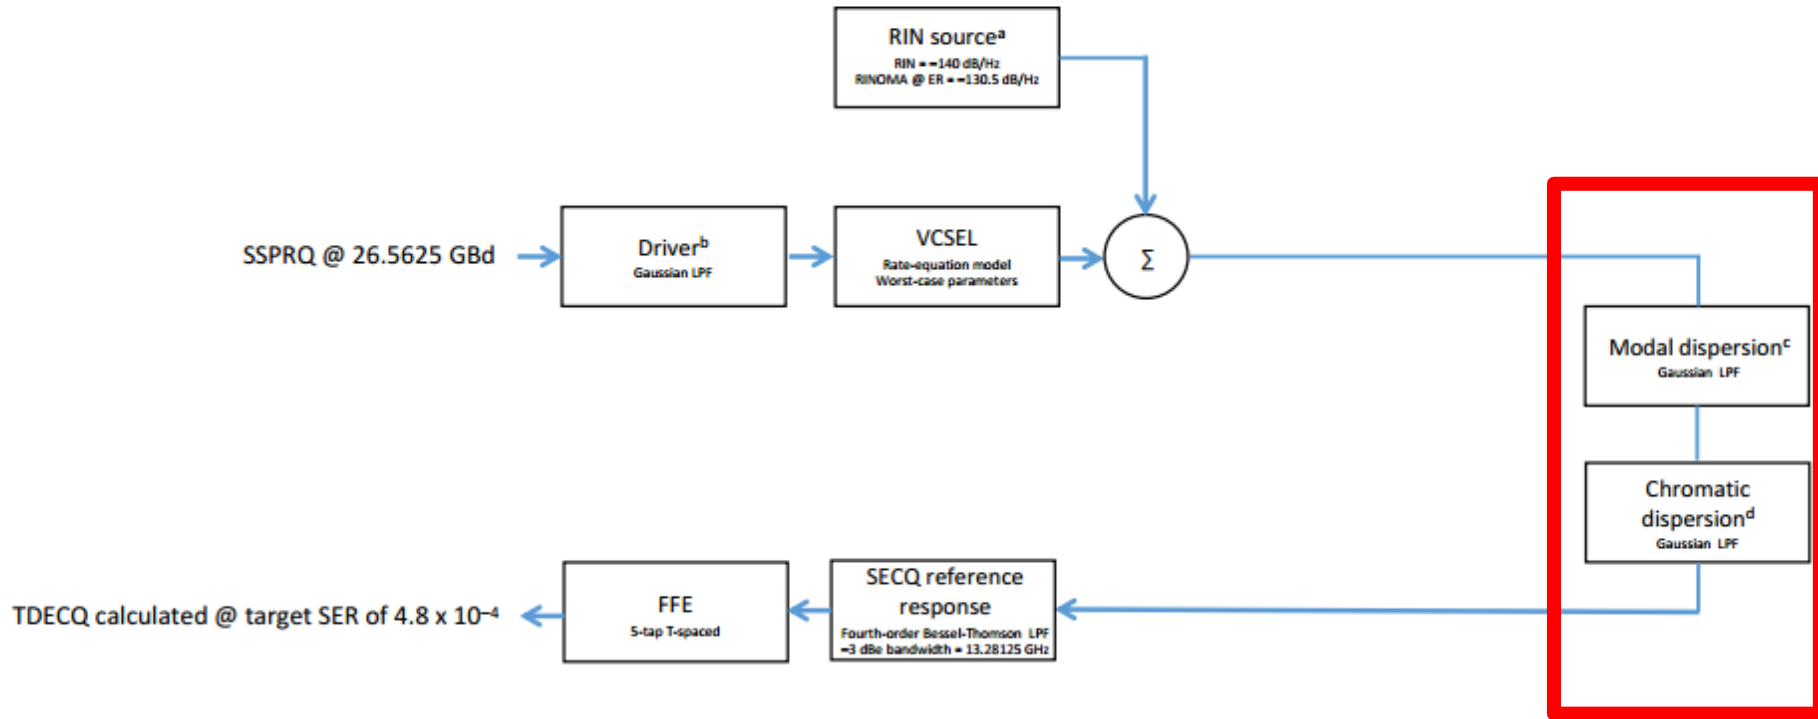 RIN sourceᵃ
RIN = −140 dB/Hz
RINOMA @ ER = −130.5 dB/Hz
SSPRQ @ 26.5625 GBd
Driverᵇ
Gaussian LPF
VCSEL
Rate-equation model
Worst-case parameters
Σ
Modal dispersionᶜ
Gaussian LPF
Chromatic
dispersionᵈ
Gaussian LPF
SECQ reference
response
Fourth-order Bessel-Thomson LPF
−3 dBe bandwidth = 13.28125 GHz
FFE
5-tap T-spaced
TDECQ calculated @ target SER of 4.8 x 10⁻⁴